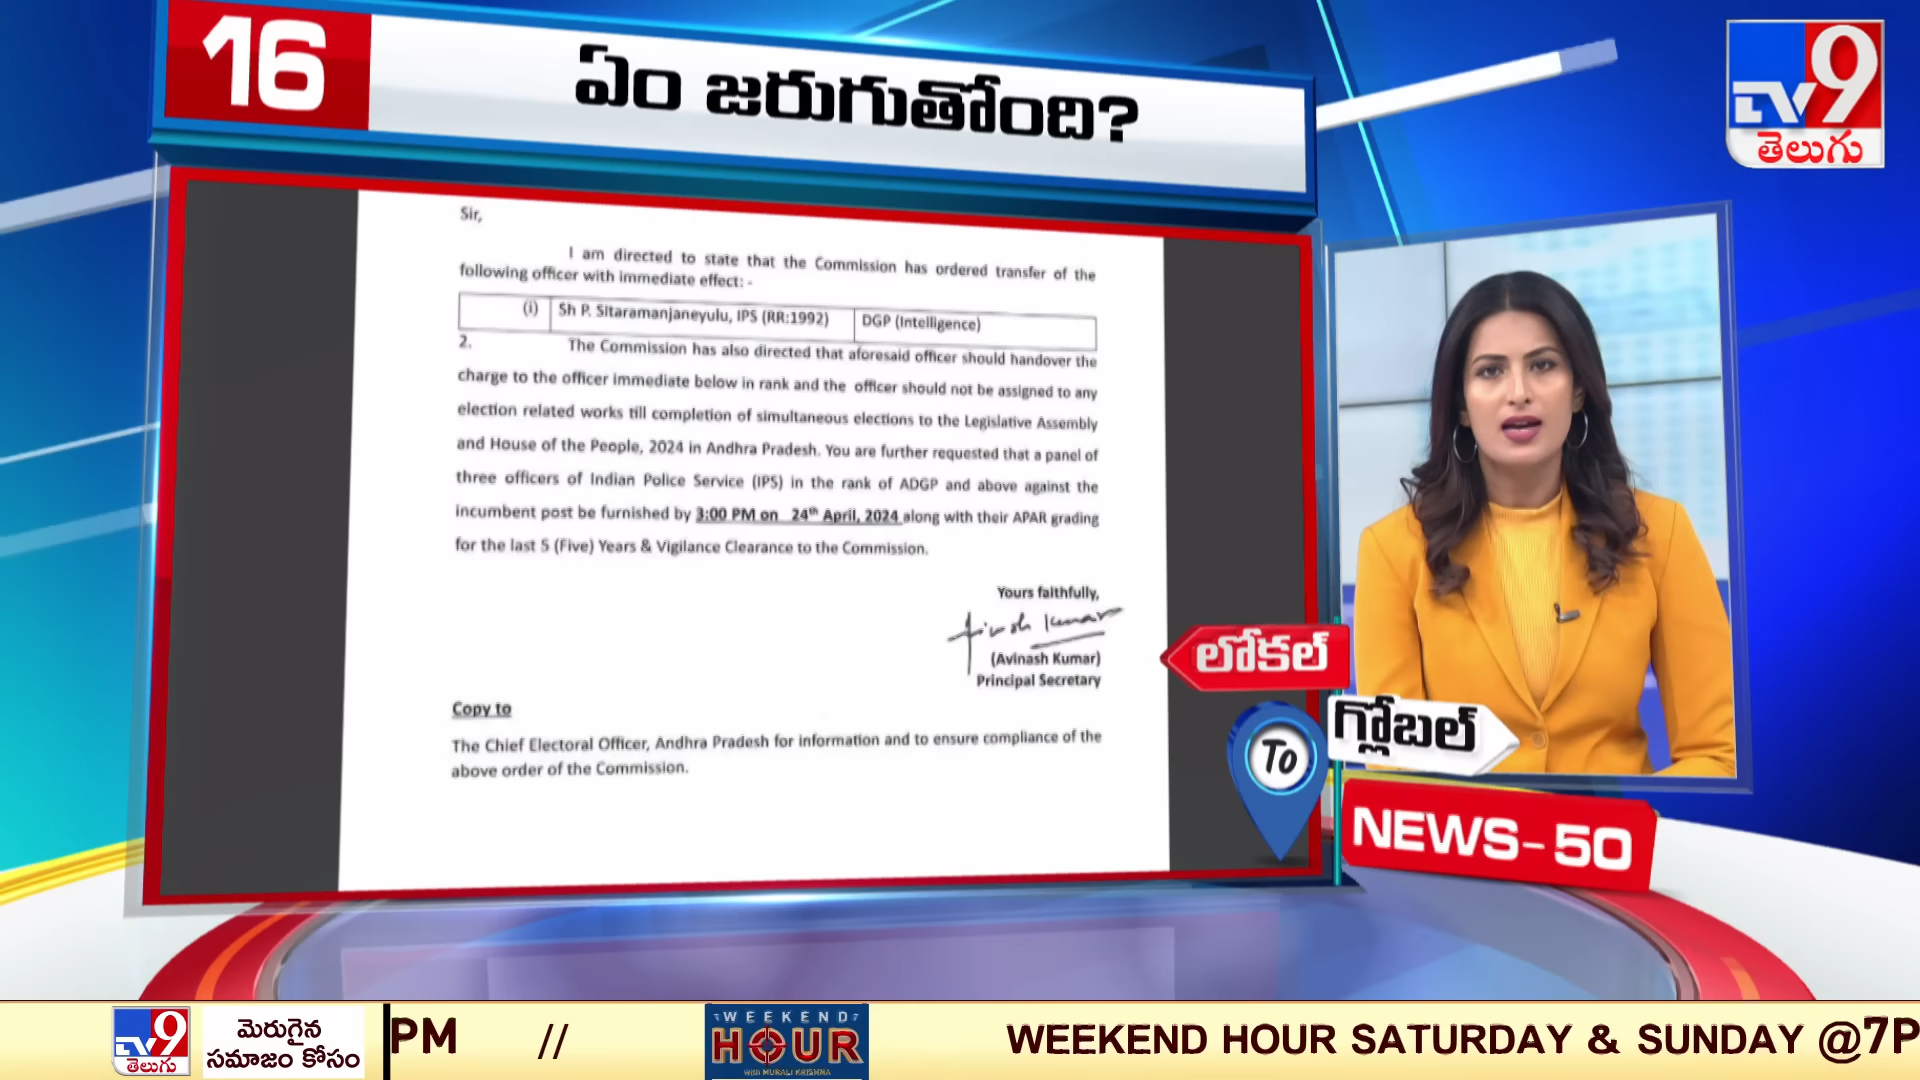 16
ఏం జరుగుతోంది?
TV9
తెలుగు
Sir,
I am directed to state that the Commission has ordered transfer of the
following officer with immediate effect: -
(i) Sh P. Sitaramanjaneyulu, IPS (RR:1992) DGP (Intelligence)
2. The Commission has also directed that aforesaid officer should handover the
charge to the officer immediate below in rank and the officer should not be assigned to any
election related works till completion of simultaneous elections to the Legislative Assembly
and House of the People, 2024 in Andhra Pradesh. You are further requested that a panel of
three officers of Indian Police Service (IPS) in the rank of ADGP and above against the
incumbent post be furnished by 3:00 PM on 24th April, 2024 along with their APAR grading
for the last 5 (Five) Years & Vigilance Clearance to the Commission.
Yours faithfully,
Avinash Kumar
(Avinash Kumar)
Principal Secretary
Copy to
The Chief Electoral Officer, Andhra Pradesh for information and to ensure compliance of the
above order of the Commission.
లోకల్
To
గ్లోబల్
NEWS-50
TV9
తెలుగు
మెరుగైన
సమాజం కోసం
PM // WEEKEND HOUR SATURDAY & SUNDAY @7P
WEEKEND
HOUR
with MURALI KRISHNA